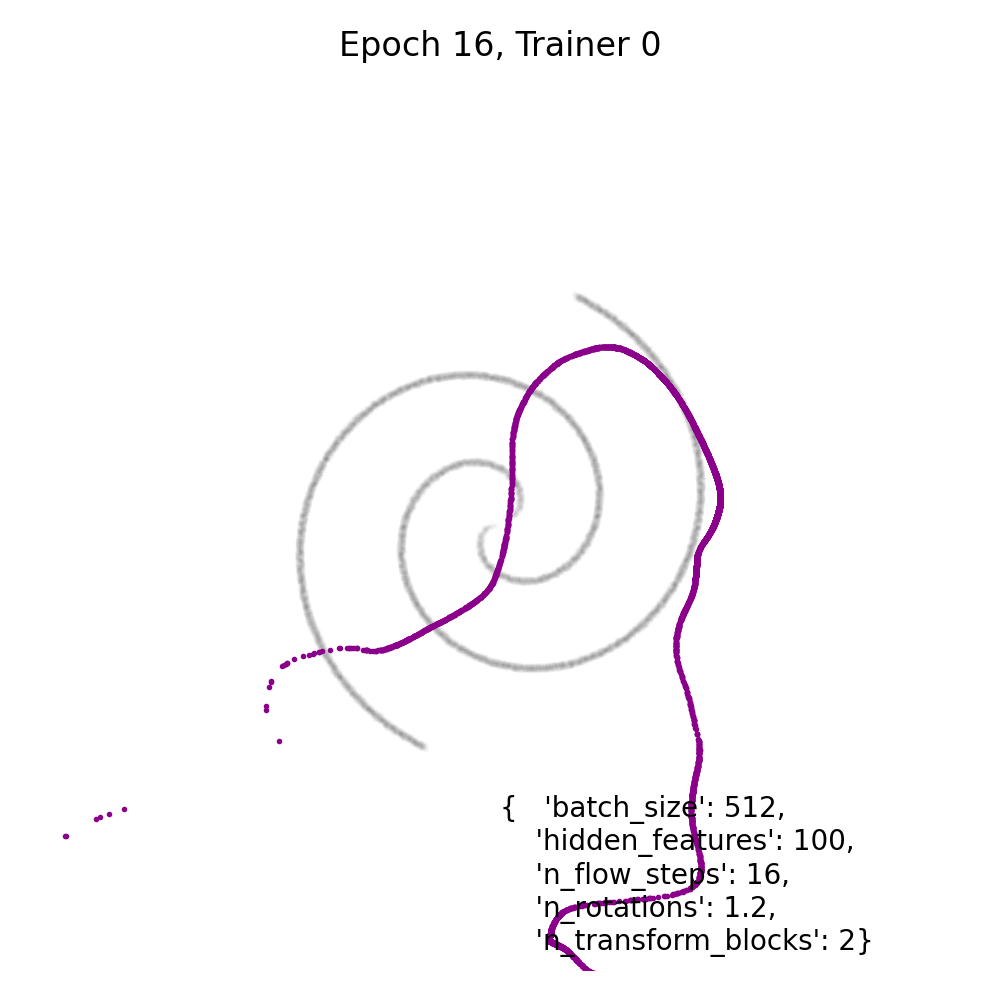 Epoch 16, Trainer 0
{ 'batch_size': 512,
'hidden_features': 100,
'n_flow_steps': 16,
'n_rotations': 1.2,
'n_transform_blocks': 2}